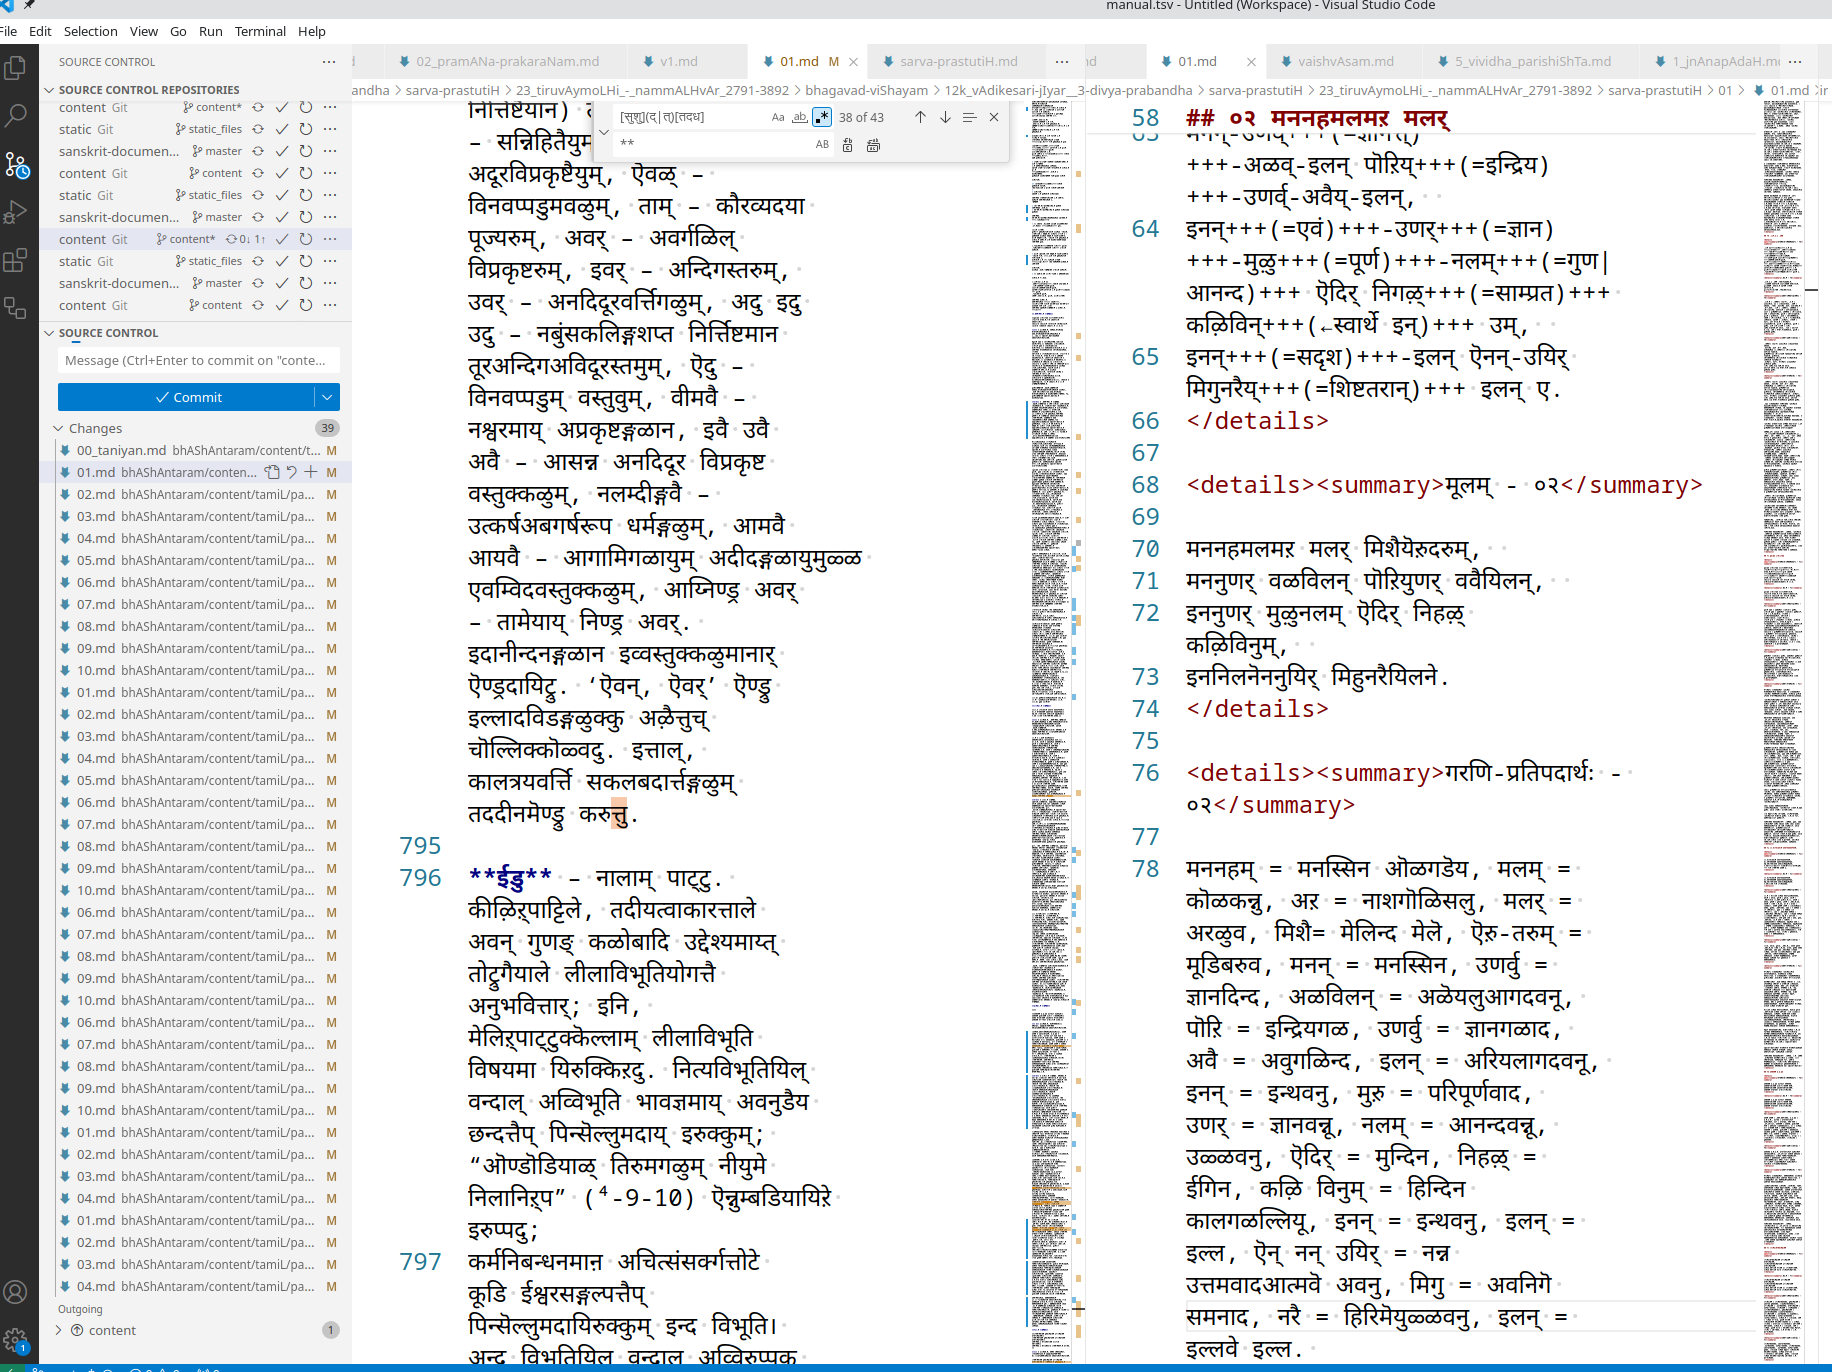 manual.tsv - Untitled (Workspace) - Visual Studio Code
File Edit Selection View Go Run Terminal Help
SOURCE CONTROL
02_pramANa-prakaraNam.md v1.md 01.md M sarva-prastutiH.md
01.md vaishvAsam.md 5_vividha_parishiShTa.md 1_jnAnapAdaH.m
SOURCE CONTROL REPOSITORIES
andha › sarva-prastutiH › 23_tiruvAymoLHi_-_nammALHvAr_2791-3892 › bhagavad-viShayam › 12k_vAdikesari-jIyar__3-divya-prabandha › sarva-prastutiH › 23_tiruvAymoLHi_-_nammALHvAr_2791-3892 › sarva-prastutiH › 01 › 01.md
content Git content*
static Git static_files
sanskrit-documen... master
content Git content
static Git static_files
sanskrit-documen... master
content Git content* 0↓ 1↑
static Git static_files
sanskrit-documen... master
content Git content
SOURCE CONTROL
Message (Ctrl+Enter to commit on "conte...
Commit
Changes 39
00_taniyan.md bhAShAntaram/content/t... M
01.md bhAShAntaram/conten... M
02.md bhAShAntaram/content/tamiL/pa... M
03.md bhAShAntaram/content/tamiL/pa... M
04.md bhAShAntaram/content/tamiL/pa... M
05.md bhAShAntaram/content/tamiL/pa... M
06.md bhAShAntaram/content/tamiL/pa... M
07.md bhAShAntaram/content/tamiL/pa... M
08.md bhAShAntaram/content/tamiL/pa... M
09.md bhAShAntaram/content/tamiL/pa... M
10.md bhAShAntaram/content/tamiL/pa... M
01.md bhAShAntaram/content/tamiL/pa... M
02.md bhAShAntaram/content/tamiL/pa... M
03.md bhAShAntaram/content/tamiL/pa... M
04.md bhAShAntaram/content/tamiL/pa... M
05.md bhAShAntaram/content/tamiL/pa... M
06.md bhAShAntaram/content/tamiL/pa... M
07.md bhAShAntaram/content/tamiL/pa... M
08.md bhAShAntaram/content/tamiL/pa... M
09.md bhAShAntaram/content/tamiL/pa... M
10.md bhAShAntaram/content/tamiL/pa... M
06.md bhAShAntaram/content/tamiL/pa... M
07.md bhAShAntaram/content/tamiL/pa... M
08.md bhAShAntaram/content/tamiL/pa... M
09.md bhAShAntaram/content/tamiL/pa... M
10.md bhAShAntaram/content/tamiL/pa... M
06.md bhAShAntaram/content/tamiL/pa... M
07.md bhAShAntaram/content/tamiL/pa... M
08.md bhAShAntaram/content/tamiL/pa... M
09.md bhAShAntaram/content/tamiL/pa... M
10.md bhAShAntaram/content/tamiL/pa... M
01.md bhAShAntaram/content/tamiL/pa... M
02.md bhAShAntaram/content/tamiL/pa... M
03.md bhAShAntaram/content/tamiL/pa... M
04.md bhAShAntaram/content/tamiL/pa... M
01.md bhAShAntaram/content/tamiL/pa... M
02.md bhAShAntaram/content/tamiL/pa... M
03.md bhAShAntaram/content/tamiL/pa... M
04.md bhAShAntaram/content/tamiL/pa... M
Outgoing
content 1
[सुशु](द्|त्)[तदध] Aa ab .* 38 of 43
** AB
निर्त्तिष्टियान)
– सन्निहितैयुम्
अदूरविप्रकृष्टैयुम्, ऎवळ् –
विनवप्पडुमवळुम्, ताम् – कौरव्यदया
पूज्यरुम्, अवर् – अवर्गळिल्
विप्रकृष्टरुम्, इवर् – अन्दिगस्तरुम्,
उवर् – अनदिदूरवर्त्तिगळुम्, अदु इदु
उदु – नबुंसकलिङ्गशप्त निर्त्तिष्टमान
तूरअन्दिगअविदूरस्तमुम्, ऎदु –
विनवप्पडुम् वस्तुवुम्, वीमवै –
नश्वरमाय् अप्रकृष्टङ्गळान, इवै उवै
अवै – आसन्न अनदिदूर विप्रकृष्ट
वस्तुक्कळुम्, नलम्दीङ्गवै –
उत्कर्षअबगर्षरूप धर्मङ्गळुम्, आमवै
आयवै – आगामिगळायुम् अदीदङ्गळायुमुळ्ळ
एवम्विदवस्तुक्कळुम्, आय्निण्ड्र अवर्
– तामेयाय् निण्ड्र अवर्.
इदानीन्दनङ्गळान इव्वस्तुक्कळुमानार्
ऎण्ड्रदायिट्रु. ‘ऎवन्, ऎवर्’ ऎण्ड्रु
इल्लादविडङ्गळुक्कु अऴैत्तुच्
चॊल्लिक्कॊळ्वदु. इत्ताल्,
कालत्रयवर्त्ति सकलबदार्त्तङ्गळुम्
तददीनमॆण्ड्रु करुत्तु.
795
796 **ईडु** – नालाम् पाट्टु.
कीऴिऱ्पाट्टिले, तदीयत्वाकारत्ताले
अवन् गुणङ् कळोबादि उद्देश्यमाय्त्
तोट्रुगैयाले लीलाविभूतियोगत्तै
अनुभवित्तार्; इनि,
मेलिऱ्पाट्टुक्कॆल्लाम् लीलाविभूति
विषयमा यिरुक्किऱदु. नित्यविभूतियिल्
वन्दाल् अव्विभूति भावज्ञमाय् अवनुडैय
छन्दत्तैप् पिन्सॆल्लुमदाय् इरुक्कुम्;
“ऒण्डॊडियाळ् तिरुमगळुम् नीयुमे
निलानिऱ्प” (⁴-9-10) ऎन्नुम्बडियायिऱे
इरुप्पदु;
797 कर्मनिबन्धनमाऩ अचित्संसर्क्गत्तोटे
कूडि ईश्वरसङ्गल्पत्तैप्
पिन्सॆल्लुमदायिरुक्कुम् इन्द विभूति।
अन्द विभूतियिल् वन्दाल् अव्विरुप्पुक्
58 ## ०२ मननहमलमऱ मलर्
63 मनन्-उणर्व्+++(=ज्ञानात्)
+++-अळव्-इलन् पॊऱिय्+++(=इन्द्रिय)
+++-उणर्व्-अवैय्-इलन्,
64 इनन्+++(=एवं)+++-उणर्+++(=ज्ञान)
+++-मुऴु+++(=पूर्ण)+++-नलम्+++(=गुण|
आनन्द)+++ ऎदिर् निगऴ्+++(=साम्प्रत)+++
कऴिविन्+++(←स्वार्थे इन्)+++ उम्,
65 इनन्+++(=सदृश)+++-इलन् ऎनन्-उयिर्
मिगुनरैय्+++(=शिष्टतरान्)+++ इलन् ए.
66 </details>
67
68 <details><summary>मूलम् - ०२</summary>
69
70 मननहमलमऱ मलर् मिशैयॆऴुदरुम्,
71 मननुणर् वळविलन् पॊऱियुणर् ववैयिलन्,
72 इननुणर् मुऴुनलम् ऎदिर् निहऴ्
कऴिविनुम्,
73 इननिलनॆननुयिर् मिहुनरैयिलने.
74 </details>
75
76 <details><summary>गरणि-प्रतिपदार्थः -
०२</summary>
77
78 मननहम् = मनस्सिन ऒळगडॆय, मलम् =
कॊळकन्नु, अऱ = नाशगॊळिसलु, मलर् =
अरळुव, मिशै= मेलिन्द मेलॆ, ऎऴु-तरुम् =
मूडिबरुव, मनन् = मनस्सिन, उणर्वु =
ज्ञानदिन्द, अळविलन् = अळॆयलुआगदवनू,
पॊऱि = इन्द्रियगळ, उणर्वु = ज्ञानगळाद,
अवै = अवुगळिन्द, इलन् = अरियलागदवनू,
इनन् = इन्थवनु, मुऴु = परिपूर्णवाद,
उणर् = ज्ञानवन्नू, नलम् = आनन्दवन्नू,
उळ्ळवनु, ऎदिर् = मुन्दिन, निहऴ् =
ईगिन, कऴि विनुम् = हिन्दिन
कालगळल्लियू, इनन् = इन्थवनु, इलन् =
इल्ल, ऎन् नन् उयिर् = नन्न
उत्तमवादआत्मवॆ अवनु, मिगु = अवनिगॆ
समनाद, नरै = हिरिमॆयुळ्ळवनु, इलन् =
इल्लवे इल्ल.